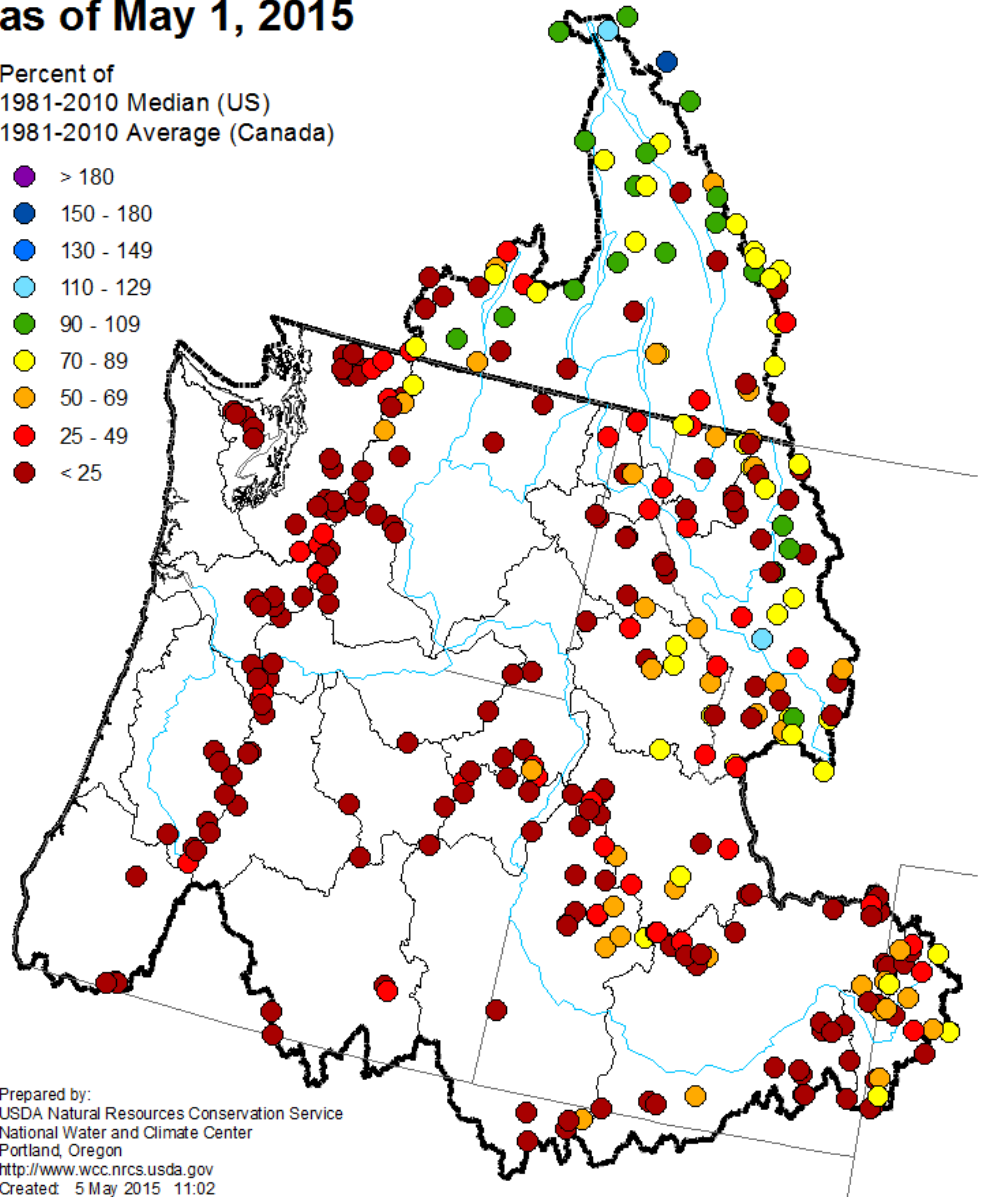 as of May 1, 2015
Percent of
1981-2010 Median (US)
1981-2010 Average (Canada)
> 180
150 - 180
130 - 149
110 - 129
90 - 109
70 - 89
50 - 69
25 - 49
< 25
Prepared by:
USDA Natural Resources Conservation Service
National Water and Climate Center
Portland, Oregon
http://www.wcc.nrcs.usda.gov
Created: 5 May 2015 11:02